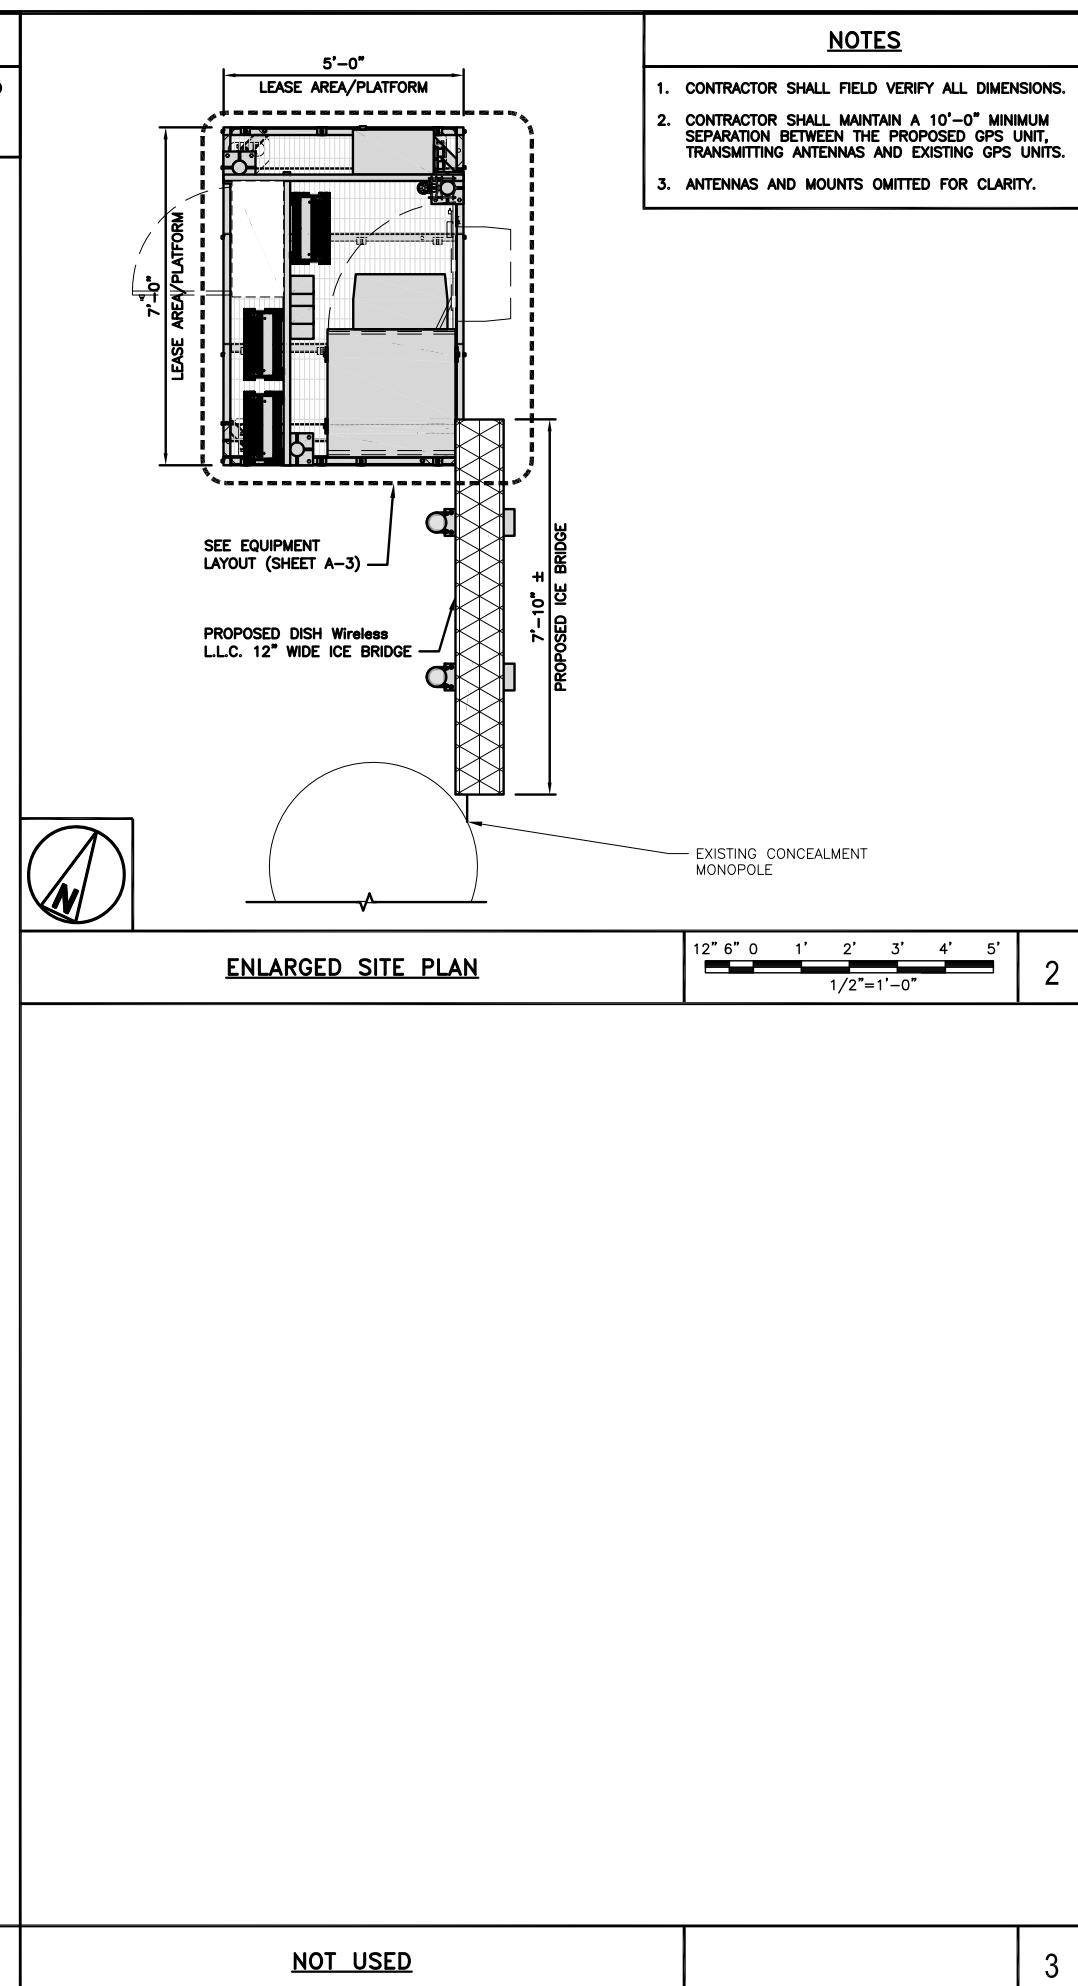 NOTES
1. CONTRACTOR SHALL FIELD VERIFY ALL DIMENSIONS.
2. CONTRACTOR SHALL MAINTAIN A 10'-0" MINIMUM
SEPARATION BETWEEN THE PROPOSED GPS UNIT,
TRANSMITTING ANTENNAS AND EXISTING GPS UNITS.
3. ANTENNAS AND MOUNTS OMITTED FOR CLARITY.
5'-0"
LEASE AREA/PLATFORM
7'-0"
LEASE AREA/PLATFORM
SEE EQUIPMENT
LAYOUT (SHEET A-3)
PROPOSED DISH Wireless
L.L.C. 12" WIDE ICE BRIDGE
7'-10" ±
PROPOSED ICE BRIDGE
EXISTING CONCEALMENT
MONOPOLE
N
ENLARGED SITE PLAN
12" 6" 0 1' 2' 3' 4' 5'
1/2"=1'-0"
2
NOT USED
3